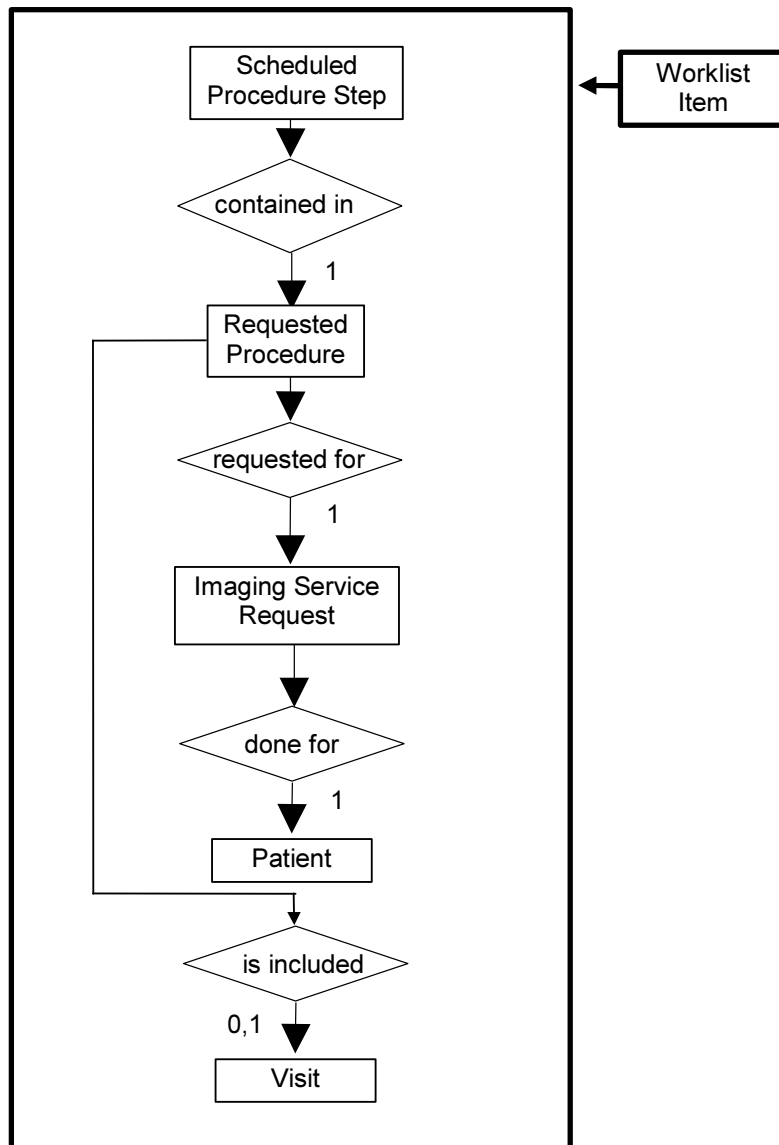 Scheduled
Procedure Step
Worklist
Item
contained in
1
Requested
Procedure
requested for
1
Imaging Service
Request
done for
1
Patient
is included
0,1
Visit